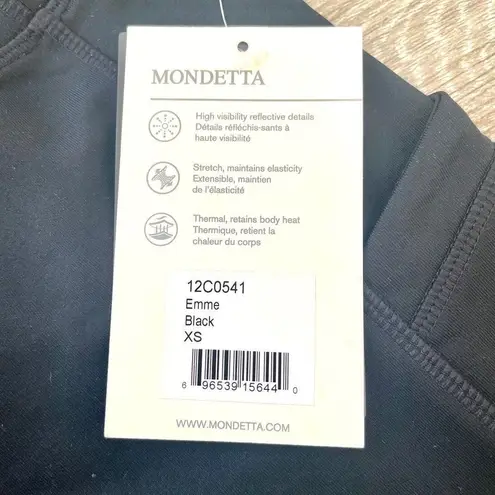 MONDETTA
High visibility reflective details
Détails réfléchis-sants à
haute visibilité
Stretch, maintains elasticity
Extensible, maintien
de l'élasticité
Thermal, retains body heat
Thermique, retient la
chaleur du corps
12C0541
Emme
Black
XS
6 96539 15644 0
WWW.MONDETTA.COM